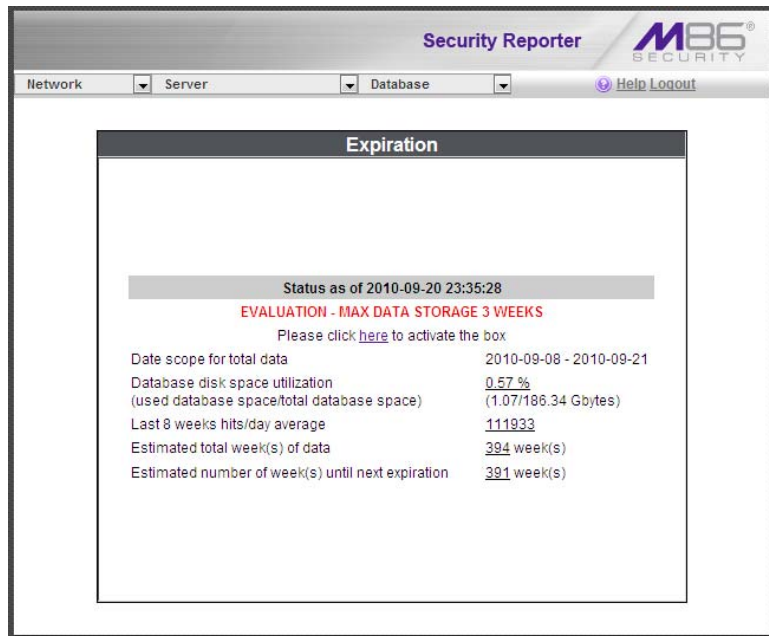 Security Reporter
M86®
SECURITY
Network Server Database Help Logout
Expiration
Status as of 2010-09-20 23:35:28
EVALUATION - MAX DATA STORAGE 3 WEEKS
Please click here to activate the box
Date scope for total data 2010-09-08 - 2010-09-21
Database disk space utilization 0.57 %
(used database space/total database space) (1.07/186.34 Gbytes)
Last 8 weeks hits/day average 111933
Estimated total week(s) of data 394 week(s)
Estimated number of week(s) until next expiration 391 week(s)